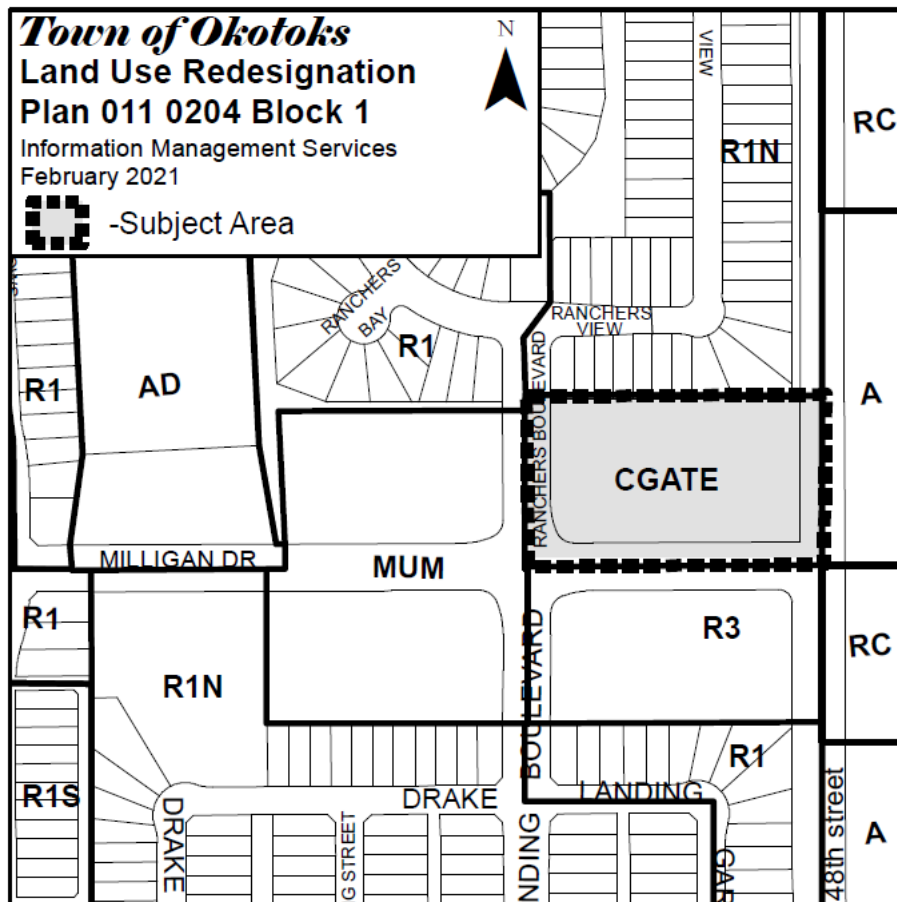 Town of Okotoks
Land Use Redesignation
Plan 011 0204 Block 1
Information Management Services
February 2021
-Subject Area
N
VIEW
RC
R1N
RANCHERS
BAY
RANCHERS
VIEW
R1
R1
AD
A
RANCHERS BOULEVARD
CGATE
MILLIGAN DR
MUM
R1
R3
RC
R1N
BOULEVARD
R1
R1S
DRAKE
LANDING
DRAKE
G STREET
NDING
GAR
48th street
A